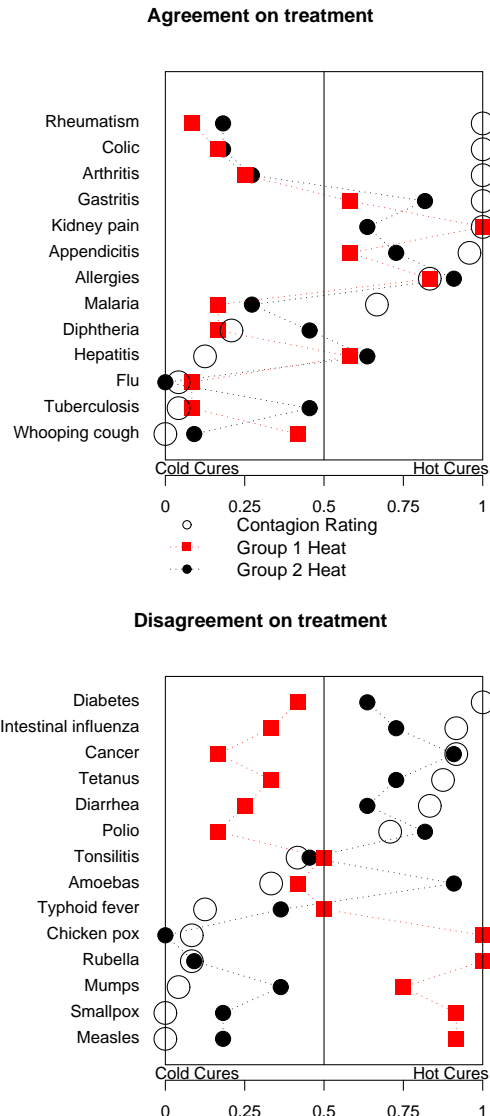 Agreement on treatment
Rheumatism
Colic
Arthritis
Gastritis
Kidney pain
Appendicitis
Allergies
Malaria
Diphtheria
Hepatitis
Flu
Tuberculosis
Whooping cough
Cold Cures Hot Cures
0 0.25 0.5 0.75 1
Contagion Rating
Group 1 Heat
Group 2 Heat
Disagreement on treatment
Diabetes
Intestinal influenza
Cancer
Tetanus
Diarrhea
Polio
Tonsilitis
Amoebas
Typhoid fever
Chicken pox
Rubella
Mumps
Smallpox
Measles
Cold Cures Hot Cures
0 0.25 0.5 0.75 1